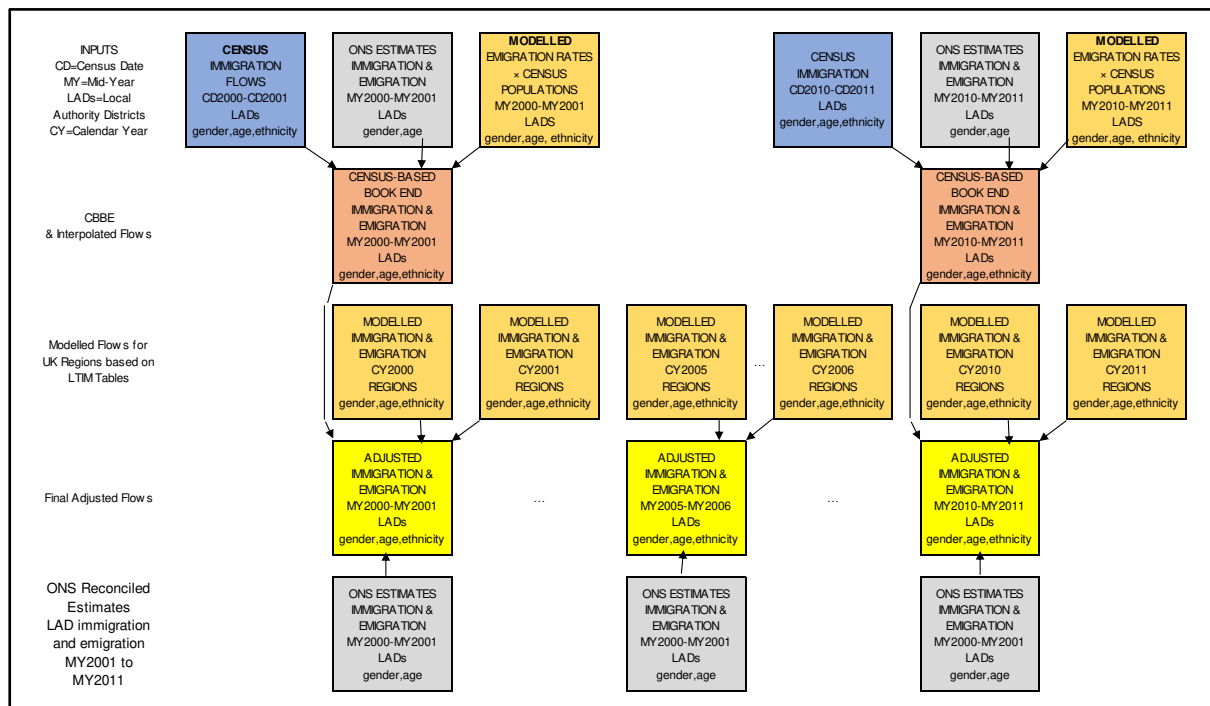 INPUTS
CD=Census Date
MY=Mid-Year
LADs=Local
Authority Districts
CY=Calendar Year
CENSUS
IMMIGRATION
FLOWS
CD2000-CD2001
LADs
gender,age,ethnicity
ONS ESTIMATES
IMMIGRATION &
EMIGRATION
MY2000-MY2001
LADs
gender,age
MODELLED
EMIGRATION RATES
× CENSUS
POPULATIONS
MY2000-MY2001
LADS
gender,age, ethnicity
CENSUS
IMMIGRATION
CD2010-CD2011
LADs
gender,age,ethnicity
ONS ESTIMATES
IMMIGRATION &
EMIGRATION
MY2010-MY2011
LADs
gender,age
MODELLED
EMIGRATION RATES
× CENSUS
POPULATIONS
MY2010-MY2011
LADS
gender,age, ethnicity
CBBE
& Interpolated Flows
CENSUS-BASED
BOOK END
IMMIGRATION &
EMIGRATION
MY2000-MY2001
LADs
gender,age,ethnicity
CENSUS-BASED
BOOK END
IMMIGRATION &
EMIGRATION
MY2010-MY2011
LADs
gender,age,ethnicity
Modelled Flows for
UK Regions based on
LTIM Tables
MODELLED
IMMIGRATION &
EMIGRATION
CY2000
REGIONS
gender,age,ethnicity
MODELLED
IMMIGRATION &
EMIGRATION
CY2001
REGIONS
gender,age,ethnicity
MODELLED
IMMIGRATION &
EMIGRATION
CY2005
REGIONS
gender,age,ethnicity
...
MODELLED
IMMIGRATION &
EMIGRATION
CY2006
REGIONS
gender,age,ethnicity
MODELLED
IMMIGRATION &
EMIGRATION
CY2010
REGIONS
gender,age,ethnicity
MODELLED
IMMIGRATION &
EMIGRATION
CY2011
REGIONS
gender,age,ethnicity
Final Adjusted Flows
ADJUSTED
IMMIGRATION &
EMIGRATION
MY2000-MY2001
LADs
gender,age,ethnicity
...
ADJUSTED
IMMIGRATION &
EMIGRATION
MY2005-MY2006
LADs
gender,age,ethnicity
...
ADJUSTED
IMMIGRATION &
EMIGRATION
MY2010-MY2011
LADs
gender,age,ethnicity
ONS Reconciled
Estimates
LAD immigration
and emigration
MY2001 to
MY2011
ONS ESTIMATES
IMMIGRATION &
EMIGRATION
MY2000-MY2001
LADs
gender,age
ONS ESTIMATES
IMMIGRATION &
EMIGRATION
MY2000-MY2001
LADs
gender,age
ONS ESTIMATES
IMMIGRATION &
EMIGRATION
MY2000-MY2001
LADs
gender,age